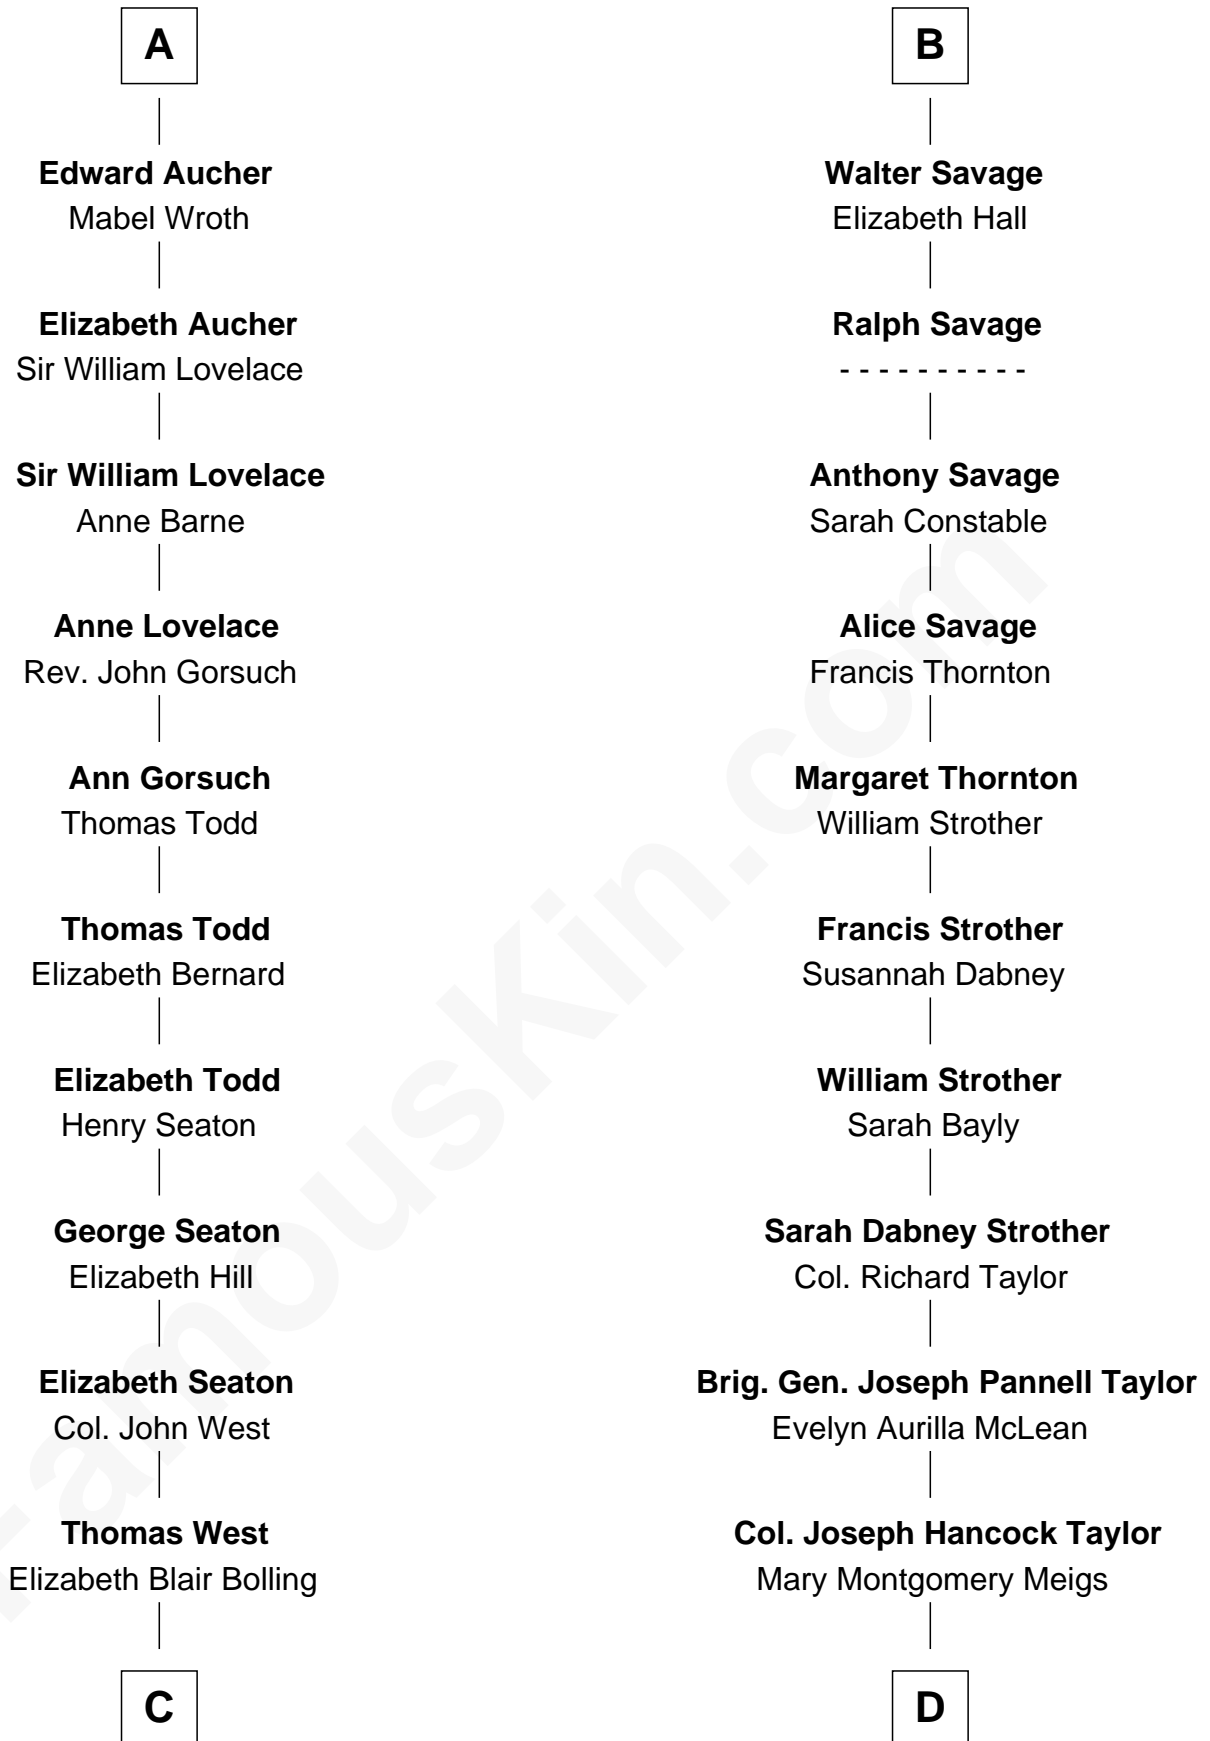 A
Edward Aucher
Mabel Wroth
Elizabeth Aucher
Sir William Lovelace
Sir William Lovelace
Anne Barne
Anne Lovelace
Rev. John Gorsuch
Ann Gorsuch
Thomas Todd
Thomas Todd
Elizabeth Bernard
Elizabeth Todd
Henry Seaton
George Seaton
Elizabeth Hill
Elizabeth Seaton
Col. John West
Thomas West
Elizabeth Blair Bolling
C
B
Walter Savage
Elizabeth Hall
Ralph Savage
- - - - - - - - - -
Anthony Savage
Sarah Constable
Alice Savage
Francis Thornton
Margaret Thornton
William Strother
Francis Strother
Susannah Dabney
William Strother
Sarah Bayly
Sarah Dabney Strother
Col. Richard Taylor
Brig. Gen. Joseph Pannell Taylor
Evelyn Aurilla McLean
Col. Joseph Hancock Taylor
Mary Montgomery Meigs
D
FamousKin.com